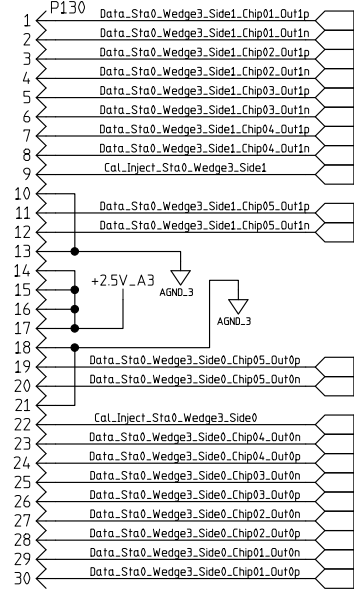 P130
1 Data_Sta0_Wedge3_Side1_Chip01_Out1p
2 Data_Sta0_Wedge3_Side1_Chip01_Out1n
3 Data_Sta0_Wedge3_Side1_Chip02_Out1p
4 Data_Sta0_Wedge3_Side1_Chip02_Out1n
5 Data_Sta0_Wedge3_Side1_Chip03_Out1p
6 Data_Sta0_Wedge3_Side1_Chip03_Out1n
7 Data_Sta0_Wedge3_Side1_Chip04_Out1p
8 Data_Sta0_Wedge3_Side1_Chip04_Out1n
9 Cal_Inject_Sta0_Wedge3_Side1
10
11 Data_Sta0_Wedge3_Side1_Chip05_Out1p
12 Data_Sta0_Wedge3_Side1_Chip05_Out1n
13
14
15 +2.5V_A3
AGND_3
16
17
AGND_3
18
19 Data_Sta0_Wedge3_Side0_Chip05_Out0p
20 Data_Sta0_Wedge3_Side0_Chip05_Out0n
21
22 Cal_Inject_Sta0_Wedge3_Side0
23 Data_Sta0_Wedge3_Side0_Chip04_Out0n
24 Data_Sta0_Wedge3_Side0_Chip04_Out0p
25 Data_Sta0_Wedge3_Side0_Chip03_Out0n
26 Data_Sta0_Wedge3_Side0_Chip03_Out0p
27 Data_Sta0_Wedge3_Side0_Chip02_Out0n
28 Data_Sta0_Wedge3_Side0_Chip02_Out0p
29 Data_Sta0_Wedge3_Side0_Chip01_Out0n
30 Data_Sta0_Wedge3_Side0_Chip01_Out0p